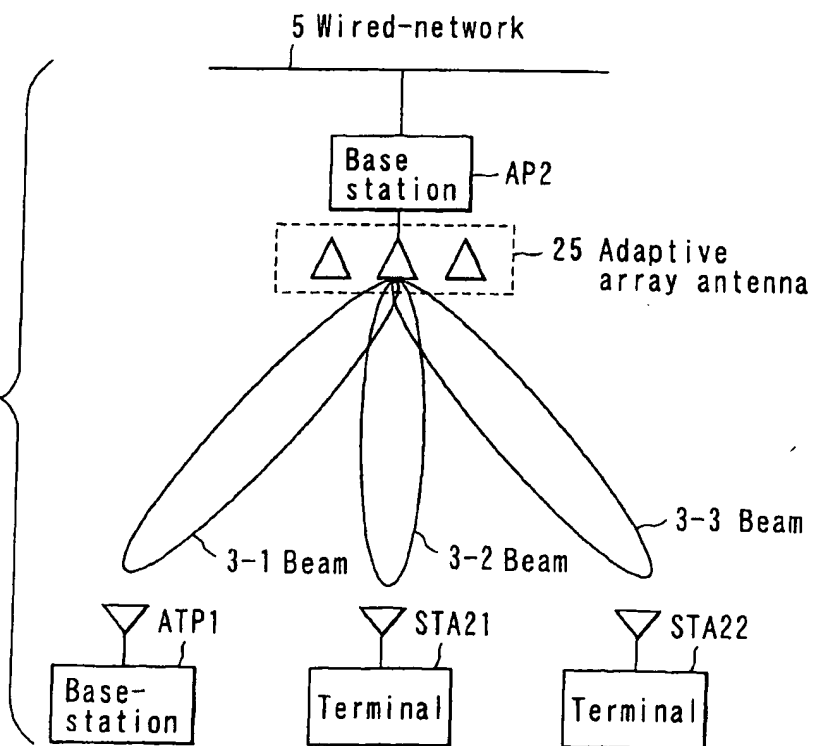 5 Wired-network
Base
station
AP2
25 Adaptive
array antenna
3-1 Beam
3-2 Beam
3-3 Beam
ATP1
STA21
STA22
Base-
station
Terminal
Terminal